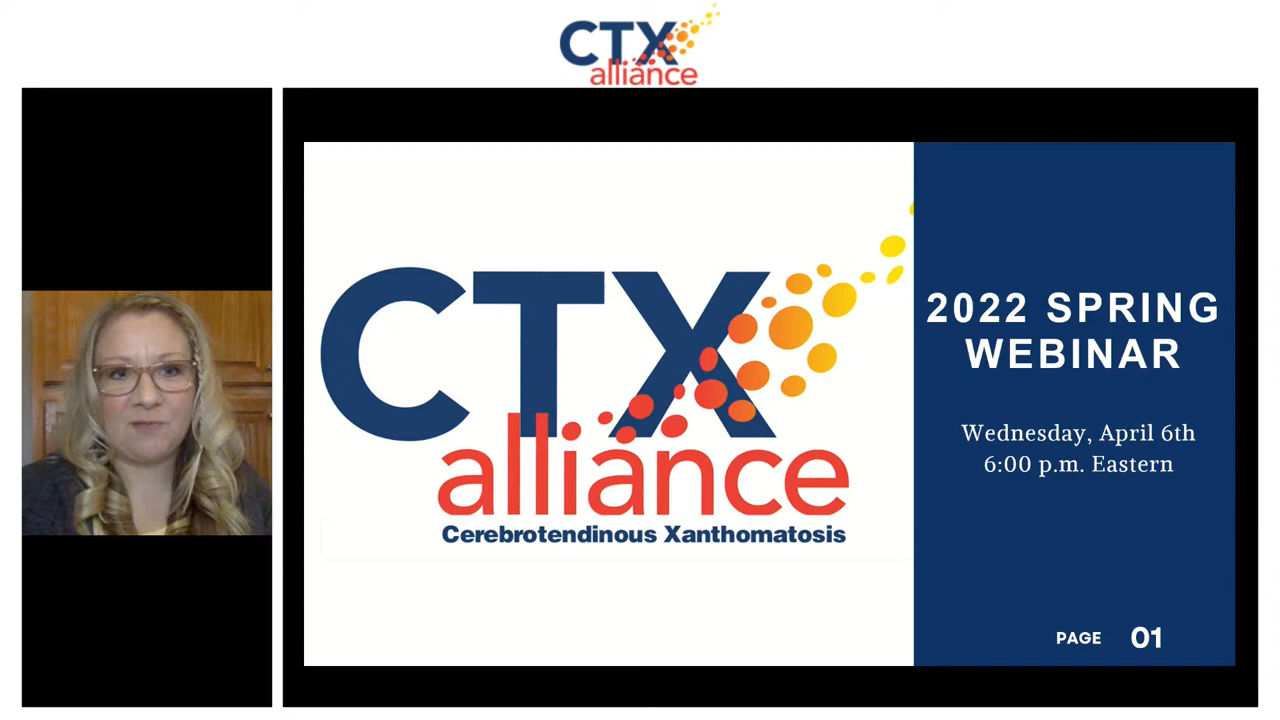 CTX
alliance
CTX
alliance
Cerebrotendinous Xanthomatosis
2022 SPRING
WEBINAR
Wednesday, April 6th
6:00 p.m. Eastern
PAGE 01